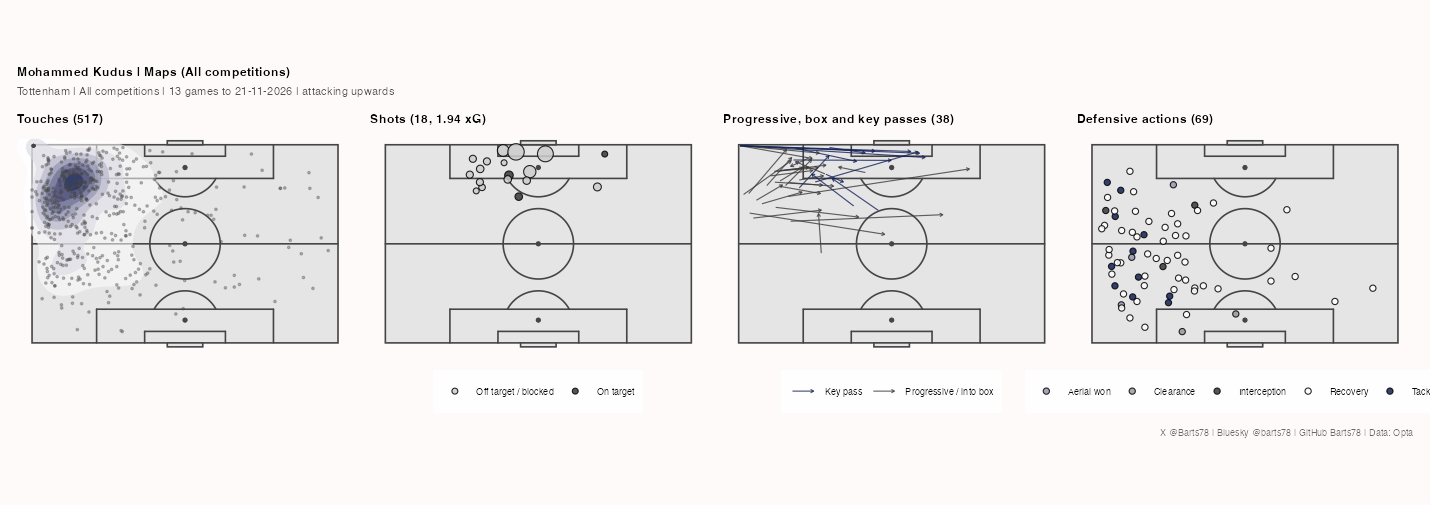 Mohammed Kudus | Maps (All competitions)
Tottenham | All competitions | 13 games to 21-11-2026 | attacking upwards
Touches (517)
Shots (18, 1.94 xG)
Progressive, box and key passes (38)
Defensive actions (69)
Off target / blocked
On target
Key pass
Progressive / into box
Aerial won
Clearance
Interception
Recovery
Tack
X @Barts78 | Bluesky @barts78 | GitHub Barts78 | Data: Opta